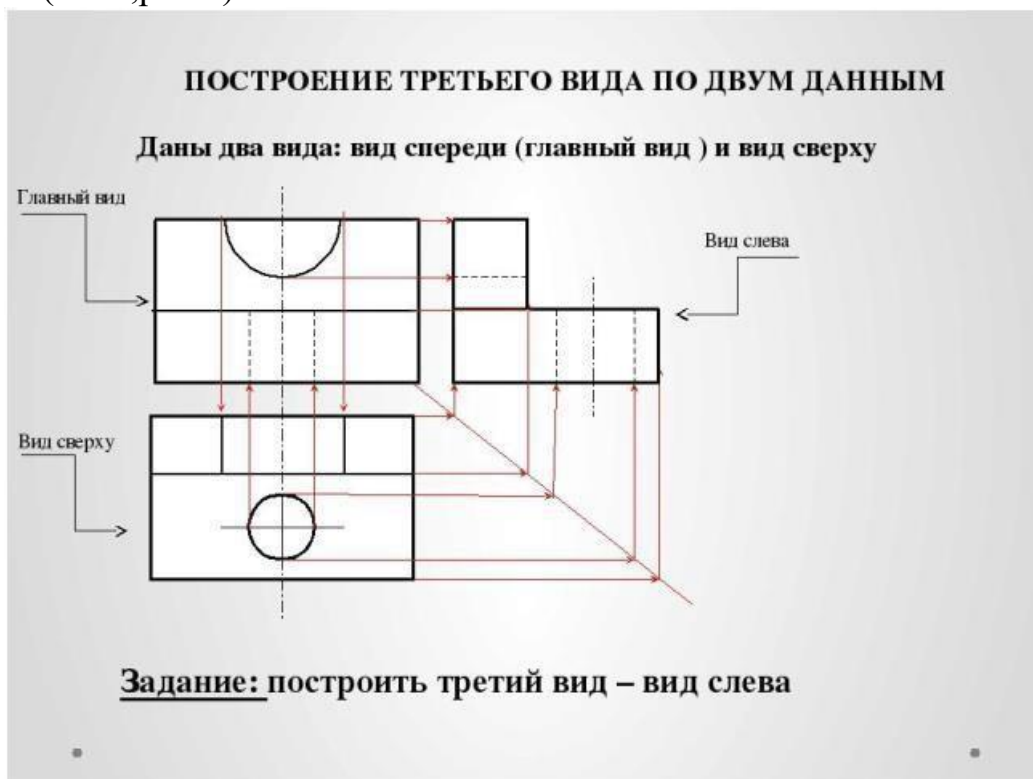 ПОСТРОЕНИЕ ТРЕТЬЕГО ВИДА ПО ДВУМ ДАННЫМ
Даны два вида: вид спереди (главный вид ) и вид сверху
Главный вид
Вид слева
Вид сверху
Задание: построить третий вид – вид слева